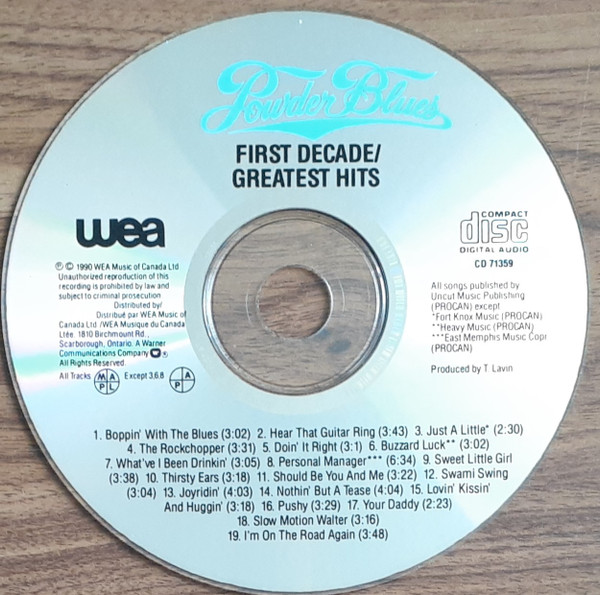 Powder Blues
FIRST DECADE/
GREATEST HITS
wea
COMPACT
disc
DIGITAL AUDIO
CD 71359
℗ © 1990 WEA Music of Canada Ltd
Unauthorized reproduction of this
recording is prohibited by law and
subject to criminal prosecution
Distributed by/
Distribué par WEA Music of
Canada Ltd./WEA Musique du Canada
Ltée. 1810 Birchmount Rd.,
Scarborough, Ontario. A Warner
Communications Company ®
All Rights Reserved
All Tracks M A P L Except 3,6,8 A P
All songs published by
Uncut Music Publishing
(PROCAN) except
*Fort Knox Music (PROCAN)
**Heavy Music (PROCAN)
***East Memphis Music Copr
(PROCAN)
Produced by T. Lavin
1. Boppin' With The Blues (3:02) 2. Hear That Guitar Ring (3:43) 3. Just A Little* (2:30)
4. The Rockchopper (3:31) 5. Doin' It Right (3:1) 6. Buzzard Luck** (3:02)
7. What've I Been Drinkin' (3:05) 8. Personal Manager*** (6:34) 9. Sweet Little Girl
(3:38) 10. Thirsty Ears (3:18) 11. Should Be You And Me (3:22) 12. Swami Swing
(3:04) 13. Joyridin' (4:03) 14. Nothin' But A Tease (4:04) 15. Lovin' Kissin'
And Huggin' (3:18) 16. Pushy (3:29) 17. Your Daddy (2:23)
18. Slow Motion Walter (3:16)
19. I'm On The Road Again (3:48)